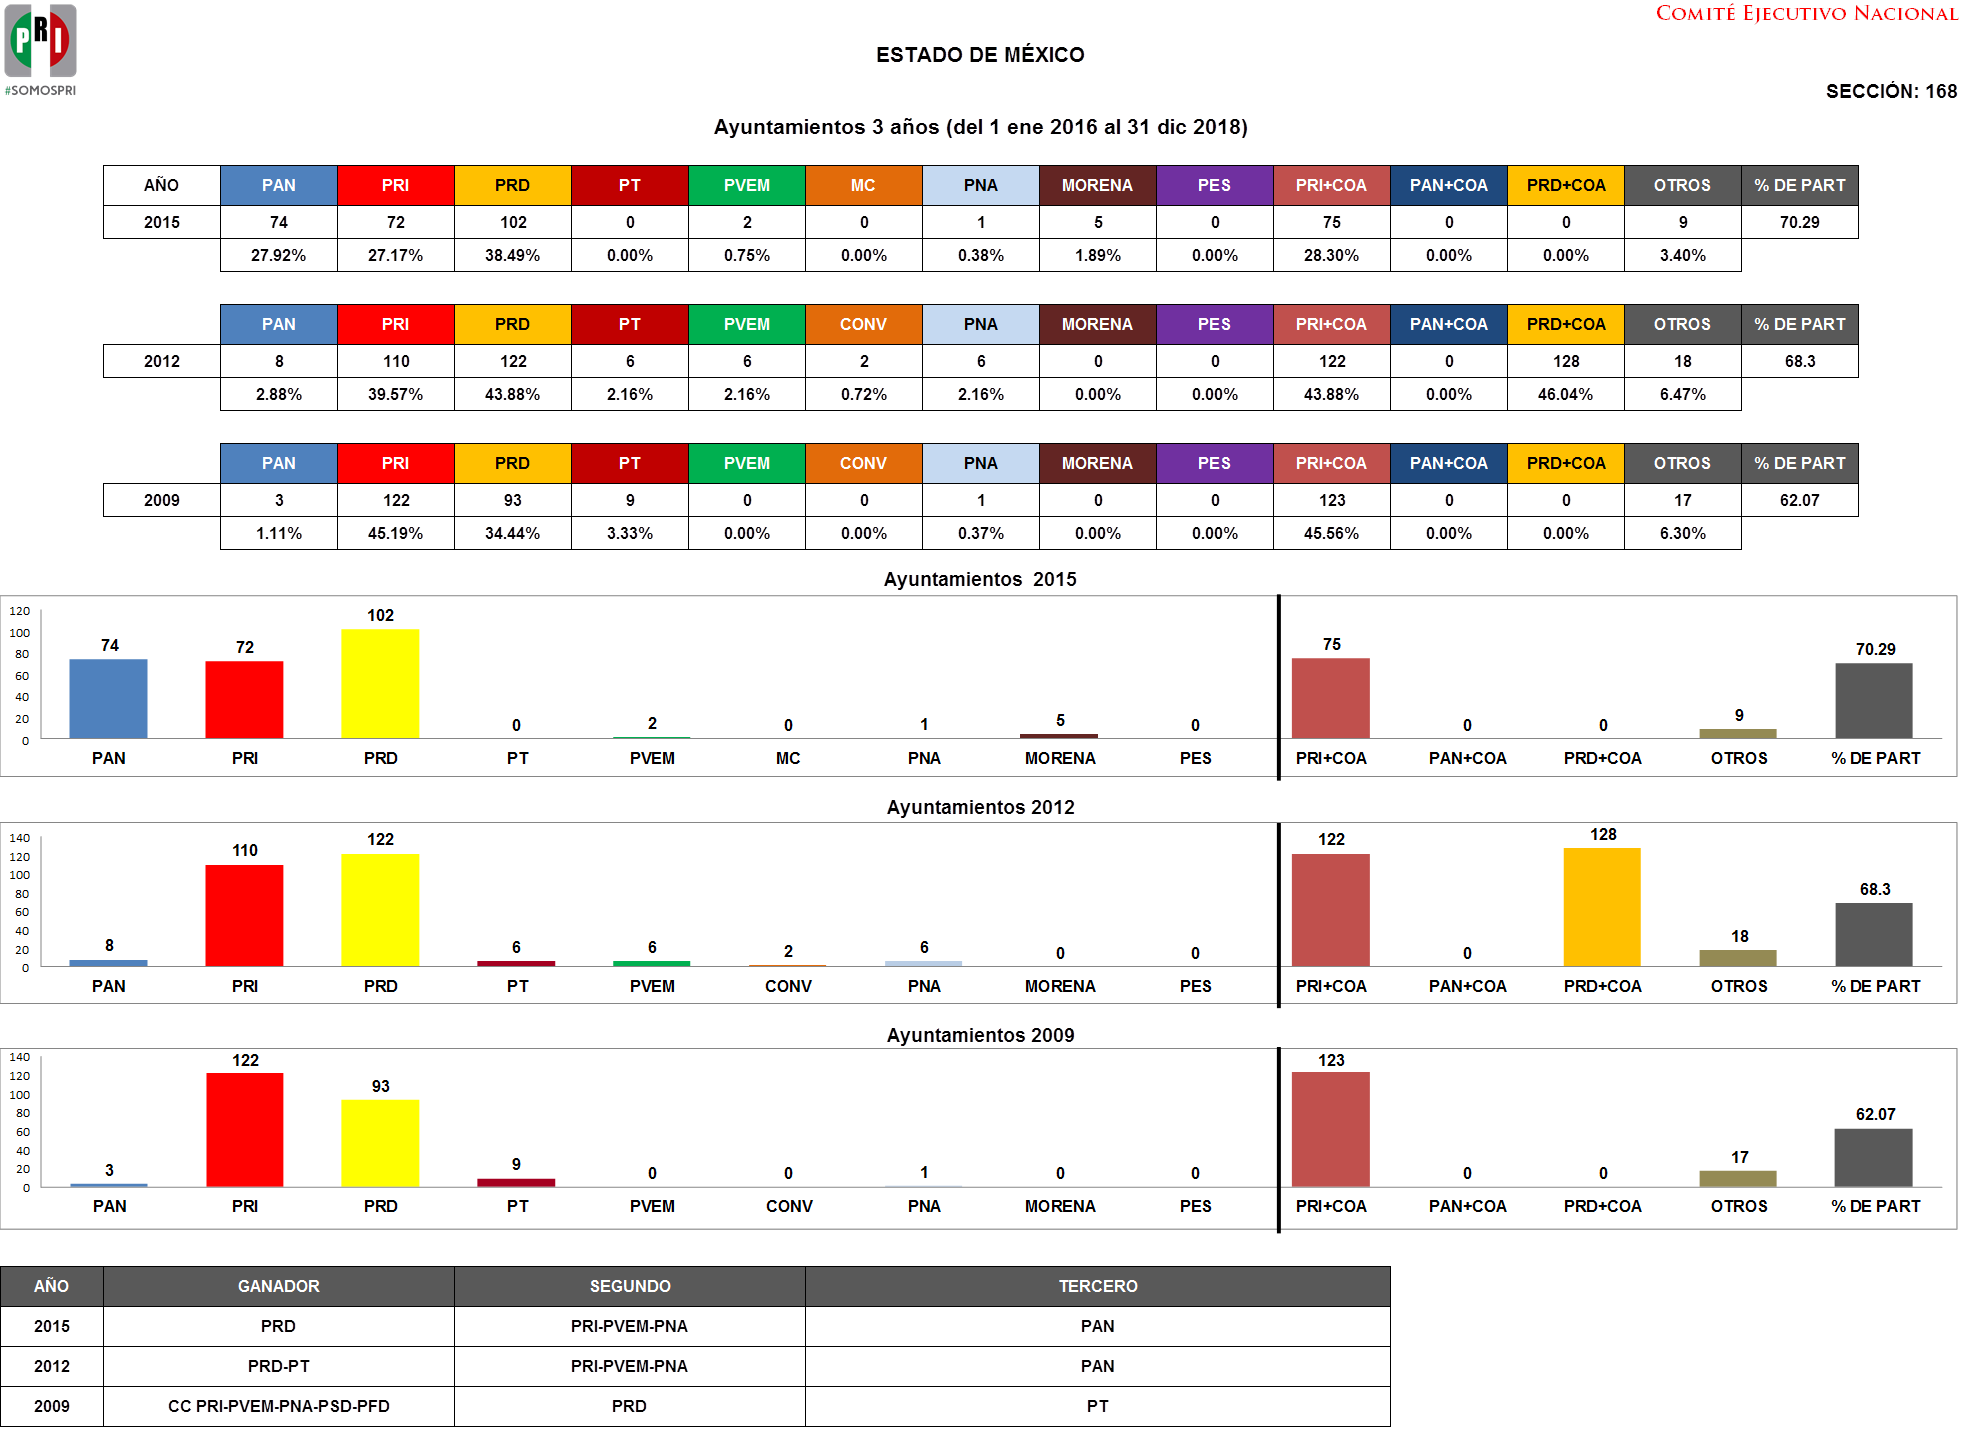 PRI
#SOMOSPRI
COMITÉ EJECUTIVO NACIONAL
ESTADO DE MÉXICO
SECCIÓN: 168
Ayuntamientos 3 años (del 1 ene 2016 al 31 dic 2018)
AÑO PAN PRI PRD PT PVEM MC PNA MORENA PES PRI+COA PAN+COA PRD+COA OTROS % DE PART
2015 74 72 102 0 2 0 1 5 0 75 0 0 9 70.29
27.92% 27.17% 38.49% 0.00% 0.75% 0.00% 0.38% 1.89% 0.00% 28.30% 0.00% 0.00% 3.40%
PAN PRI PRD PT PVEM CONV PNA MORENA PES PRI+COA PAN+COA PRD+COA OTROS % DE PART
2012 8 110 122 6 6 2 6 0 0 122 0 128 18 68.3
2.88% 39.57% 43.88% 2.16% 2.16% 0.72% 2.16% 0.00% 0.00% 43.88% 0.00% 46.04% 6.47%
PAN PRI PRD PT PVEM CONV PNA MORENA PES PRI+COA PAN+COA PRD+COA OTROS % DE PART
2009 3 122 93 9 0 0 1 0 0 123 0 0 17 62.07
1.11% 45.19% 34.44% 3.33% 0.00% 0.00% 0.37% 0.00% 0.00% 45.56% 0.00% 0.00% 6.30%
Ayuntamientos 2015
120
100
80
60
40
20
0
74 72 102 0 2 0 1 5 0 75 0 0 9 70.29
PAN PRI PRD PT PVEM MC PNA MORENA PES PRI+COA PAN+COA PRD+COA OTROS % DE PART
Ayuntamientos 2012
140
120
100
80
60
40
20
0
8 110 122 6 6 2 6 0 0 122 0 128 18 68.3
PAN PRI PRD PT PVEM CONV PNA MORENA PES PRI+COA PAN+COA PRD+COA OTROS % DE PART
Ayuntamientos 2009
140
120
100
80
60
40
20
0
3 122 93 9 0 0 1 0 0 123 0 0 17 62.07
PAN PRI PRD PT PVEM CONV PNA MORENA PES PRI+COA PAN+COA PRD+COA OTROS % DE PART
AÑO GANADOR SEGUNDO TERCERO
2015 PRD PRI-PVEM-PNA PAN
2012 PRD-PT PRI-PVEM-PNA PAN
2009 CC PRI-PVEM-PNA-PSD-PFD PRD PT